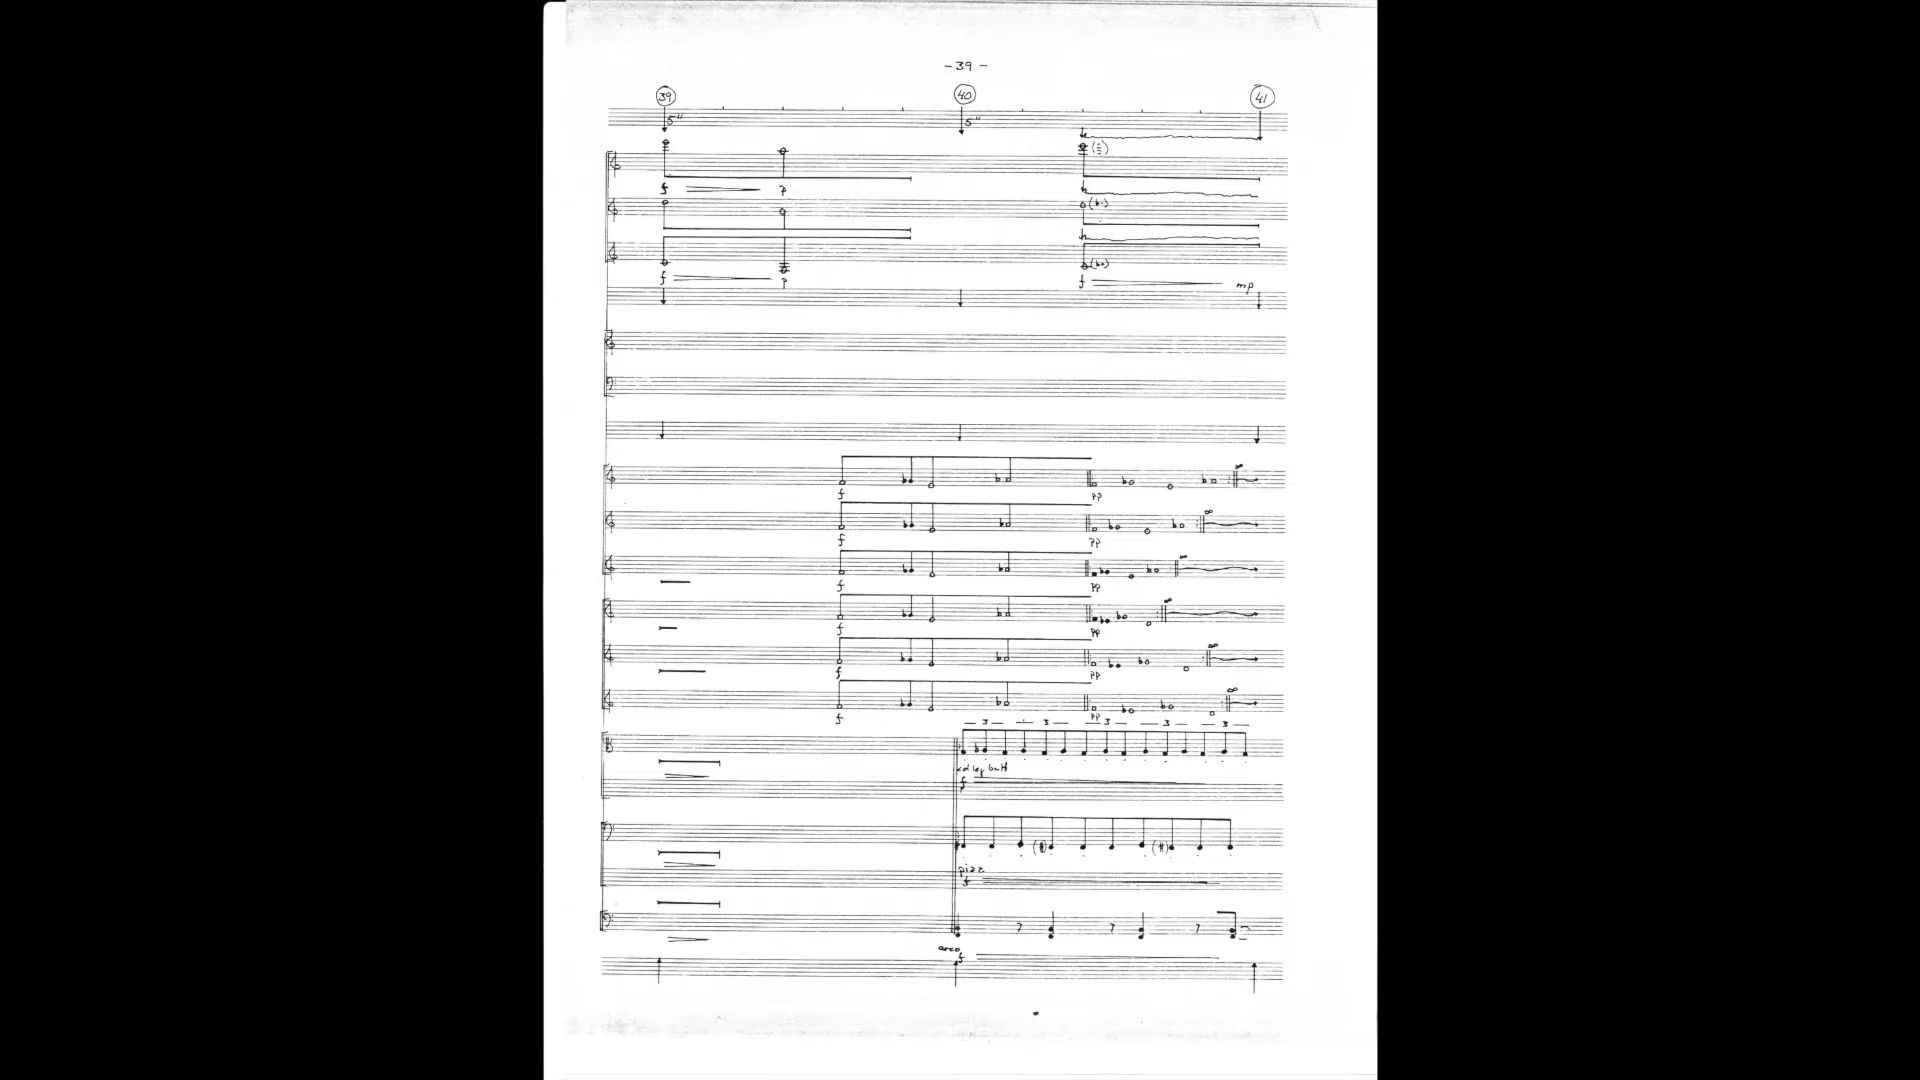 - 39 -
39 40 41
5" 5"
f p
f p f mp
f
pp
f
pp
f
pp
f
pp
f
pp
f
pp
3 3 3 3 3
col leg batt
f
pizz
f
arco
f